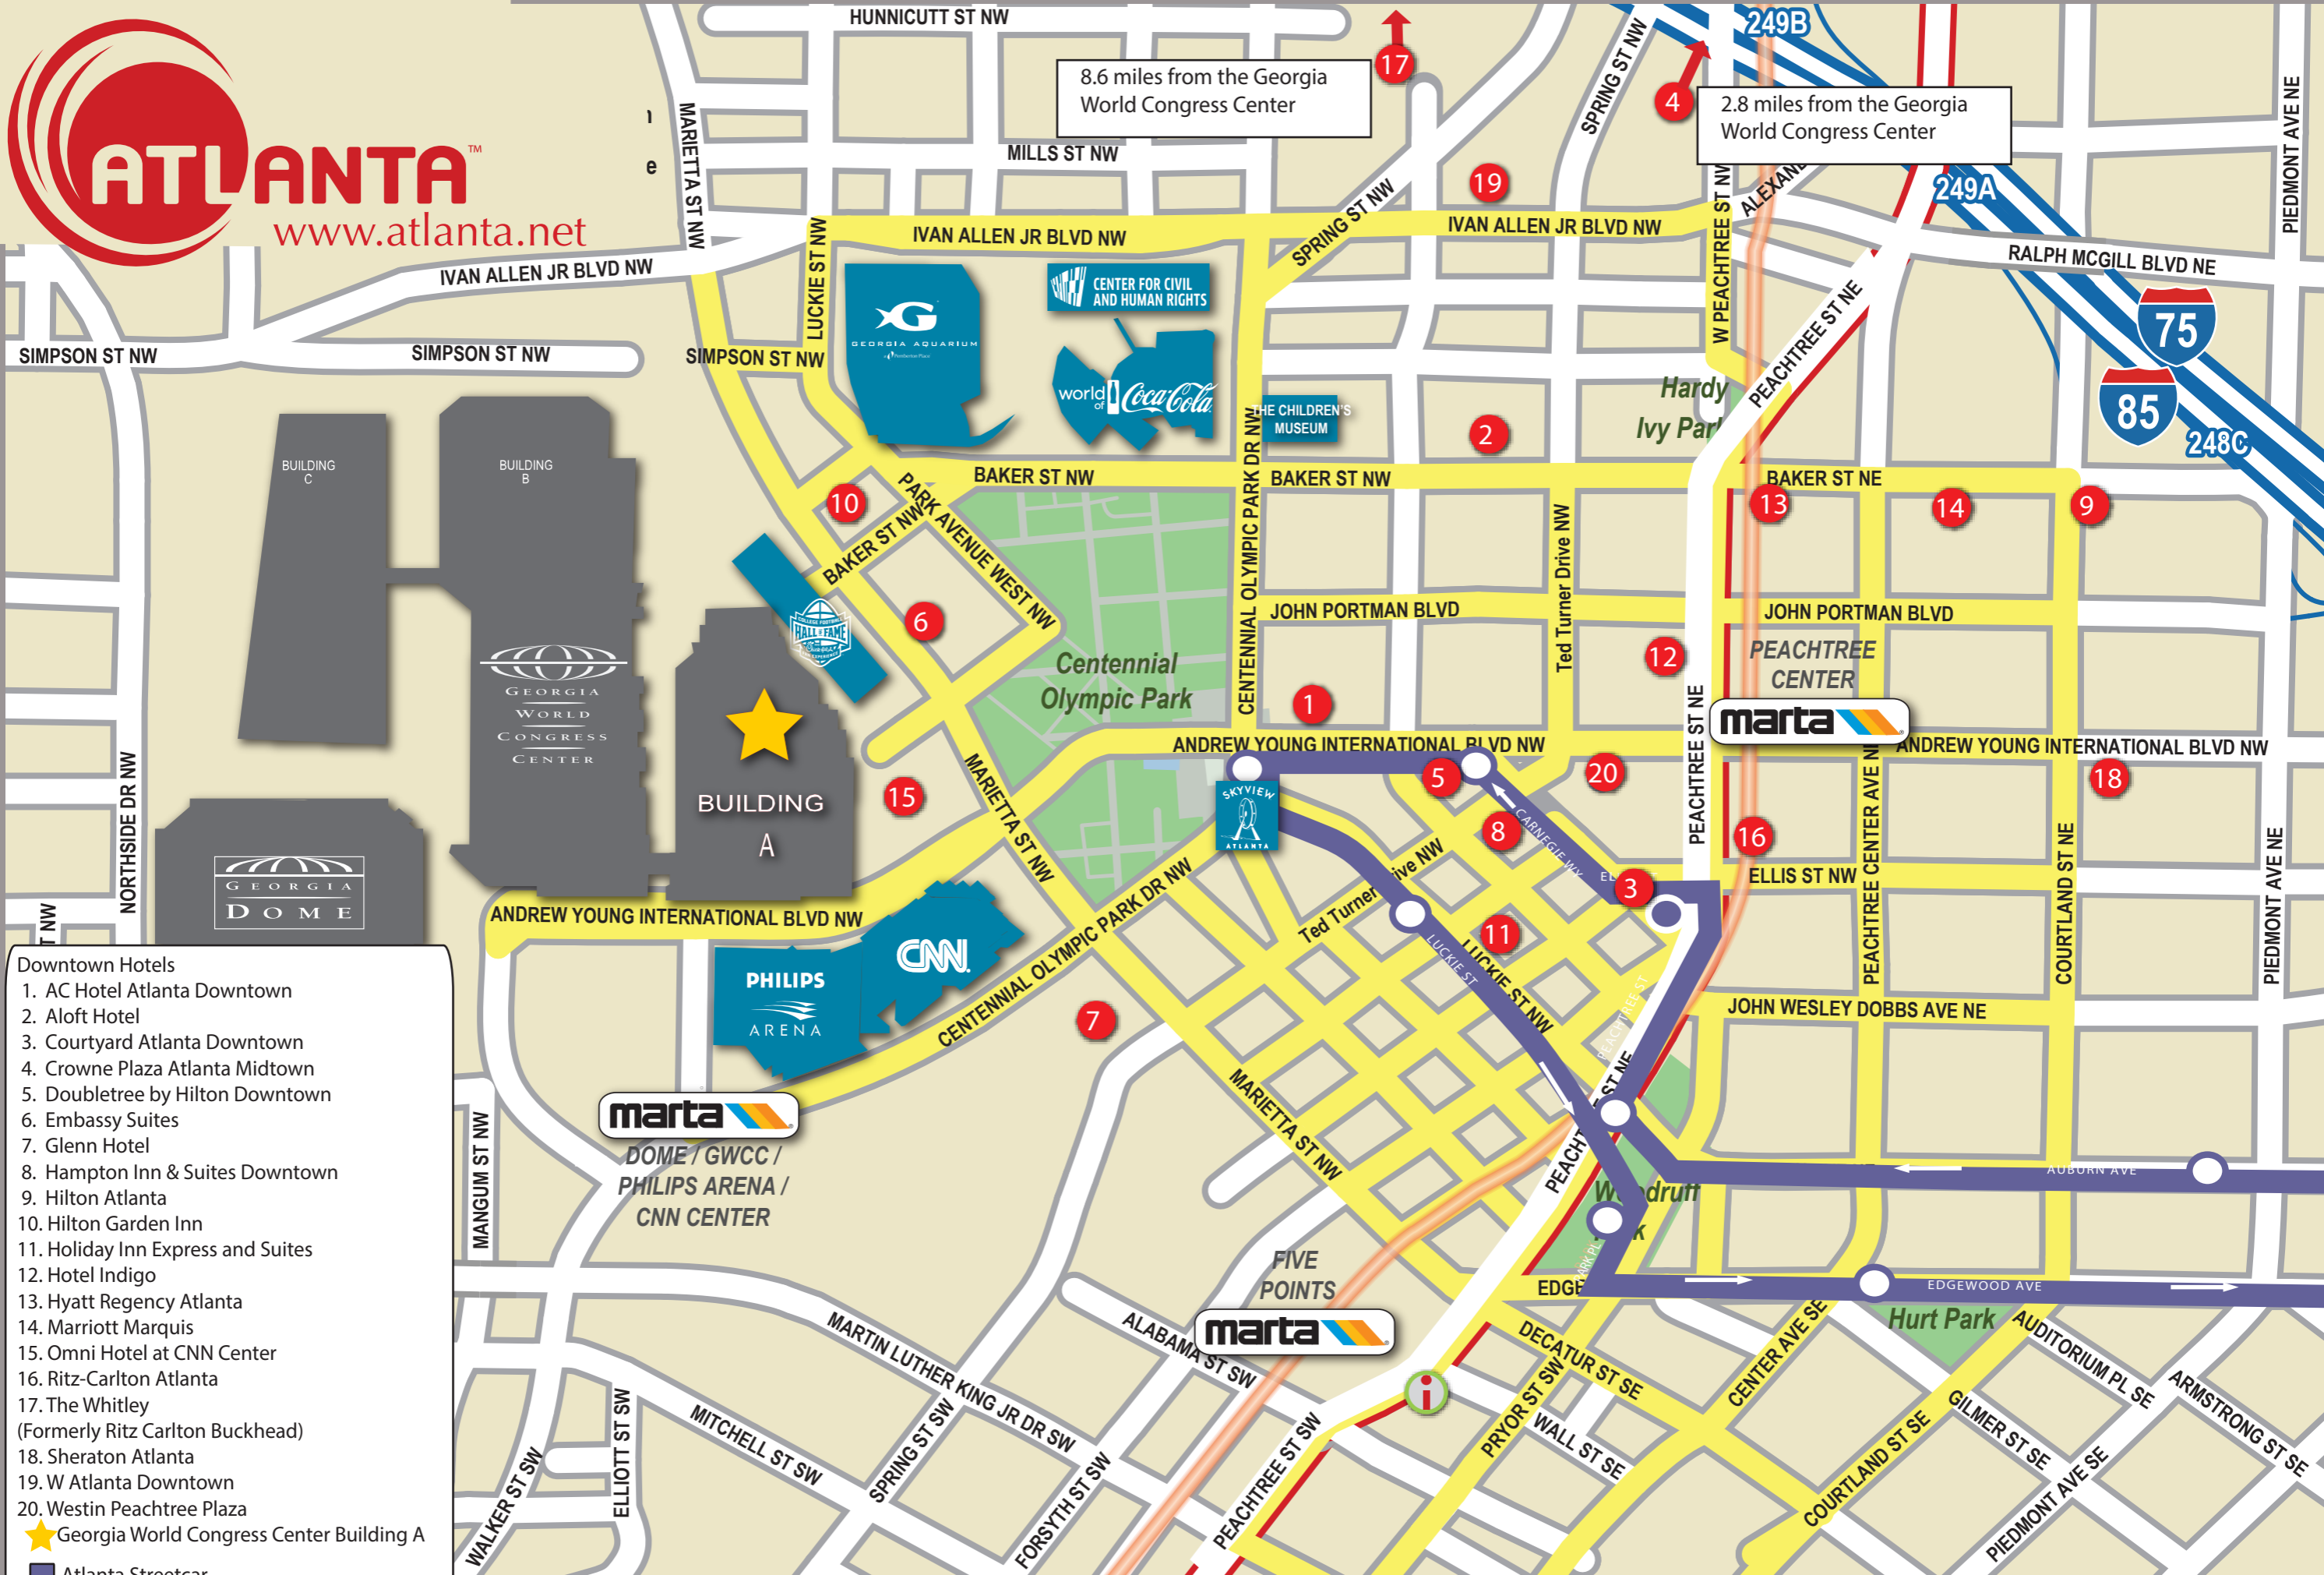 ATLANTA™
www.atlanta.net
HUNNICUTT ST NW
8.6 miles from the Georgia
World Congress Center
17
4
2.8 miles from the Georgia
World Congress Center
249B
249A
248C
75
85
SPRING ST NW
MARIETTA ST NW
MILLS ST NW
19
SPRING ST NW
W PEACHTREE ST NW
PIEDMONT AVE NE
IVAN ALLEN JR BLVD NW
IVAN ALLEN JR BLVD NW
IVAN ALLEN JR BLVD NW
RALPH MCGILL BLVD NE
LUCKIE ST NW
SIMPSON ST NW
SIMPSON ST NW
SIMPSON ST NW
GEORGIA AQUARIUM
CENTER FOR CIVIL
AND HUMAN RIGHTS
world of Coca-Cola
THE CHILDREN'S
MUSEUM
Hardy
Ivy Park
PEACHTREE ST NE
2
BUILDING
C
BUILDING
B
BAKER ST NW
BAKER ST NW
BAKER ST NE
10
13
14
9
PARK AVENUE WEST NW
BAKER ST NW
CENTENNIAL OLYMPIC PARK DR NW
Ted Turner Drive NW
COLLEGE FOOTBALL
HALL of FAME
6
JOHN PORTMAN BLVD
JOHN PORTMAN BLVD
Centennial
Olympic Park
12
PEACHTREE
CENTER
marta
1
GEORGIA
WORLD
CONGRESS
CENTER
ANDREW YOUNG INTERNATIONAL BLVD NW
ANDREW YOUNG INTERNATIONAL BLVD NW
PEACHTREE ST NE
5
20
18
SKYVIEW
ATLANTA
15
BUILDING
A
8
CARNEGIE WY
16
NORTHSIDE DR NW
MARIETTA ST NW
Ted Turner Drive NW
3
ELLIS ST NW
PEACHTREE CENTER AVE NE
COURTLAND ST NE
PIEDMONT AVE NE
GEORGIA
DOME
ANDREW YOUNG INTERNATIONAL BLVD NW
CNN
PHILIPS
ARENA
CENTENNIAL OLYMPIC PARK DR NW
11
LUCKIE ST
LUCKIE ST NW
PEACHTREE ST
JOHN WESLEY DOBBS AVE NE
7
marta
DOME / GWCC /
PHILIPS ARENA /
CNN CENTER
MARIETTA ST NW
AUBURN AVE
Woodruff
MANGUM ST NW
FIVE
POINTS
marta
EDGEWOOD AVE
Hurt Park
ALABAMA ST SW
MARTIN LUTHER KING JR DR SW
MITCHELL ST SW
DECATUR ST SE
CENTER AVE SE
AUDITORIUM PL SE
ARMSTRONG ST SE
GILMER ST SE
i
PRYOR ST SW
WALL ST SE
COURTLAND ST SE
PIEDMONT AVE SE
SPRING ST SW
FORSYTH ST SW
PEACHTREE ST SW
ELLIOTT ST SW
WALKER ST SW
Downtown Hotels
1. AC Hotel Atlanta Downtown
2. Aloft Hotel
3. Courtyard Atlanta Downtown
4. Crowne Plaza Atlanta Midtown
5. Doubletree by Hilton Downtown
6. Embassy Suites
7. Glenn Hotel
8. Hampton Inn & Suites Downtown
9. Hilton Atlanta
10. Hilton Garden Inn
11. Holiday Inn Express and Suites
12. Hotel Indigo
13. Hyatt Regency Atlanta
14. Marriott Marquis
15. Omni Hotel at CNN Center
16. Ritz-Carlton Atlanta
17. The Whitley
(Formerly Ritz Carlton Buckhead)
18. Sheraton Atlanta
19. W Atlanta Downtown
20. Westin Peachtree Plaza
Georgia World Congress Center Building A
Atlanta Streetcar